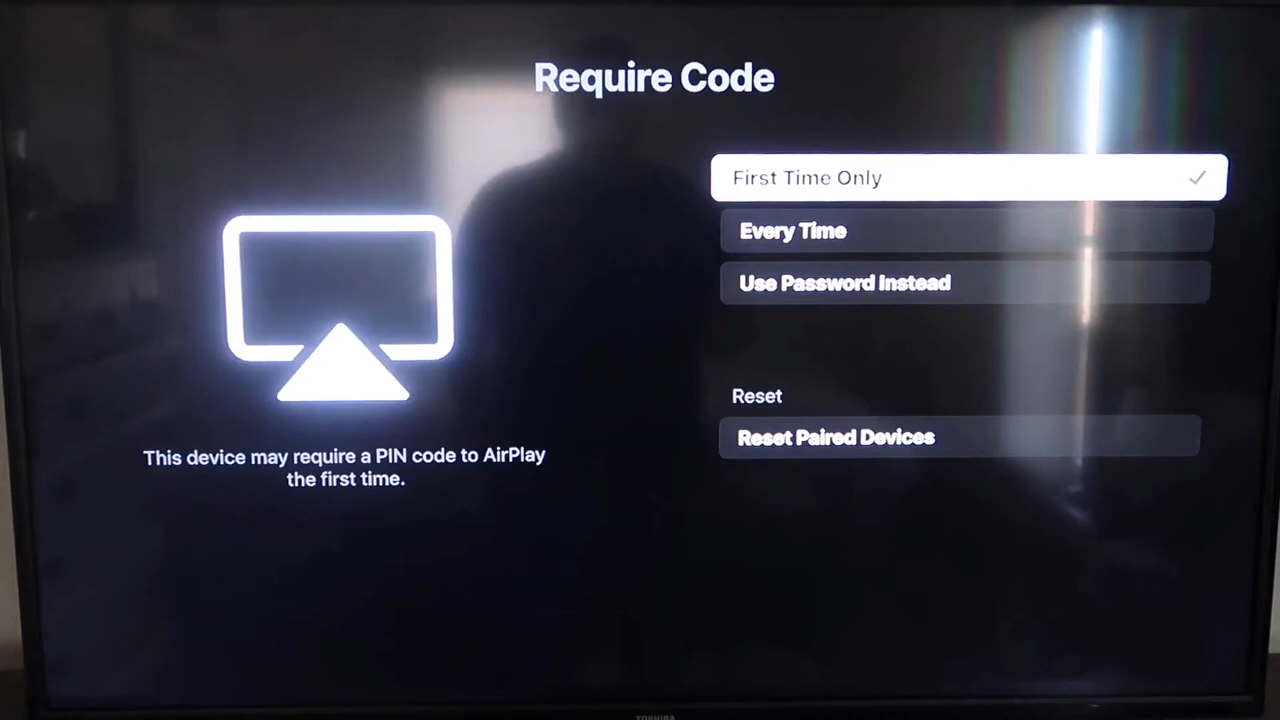 Require Code
First Time Only
Every Time
Use Password Instead
Reset
Reset Paired Devices
This device may require a PIN code to AirPlay
the first time.
TOSHIBA